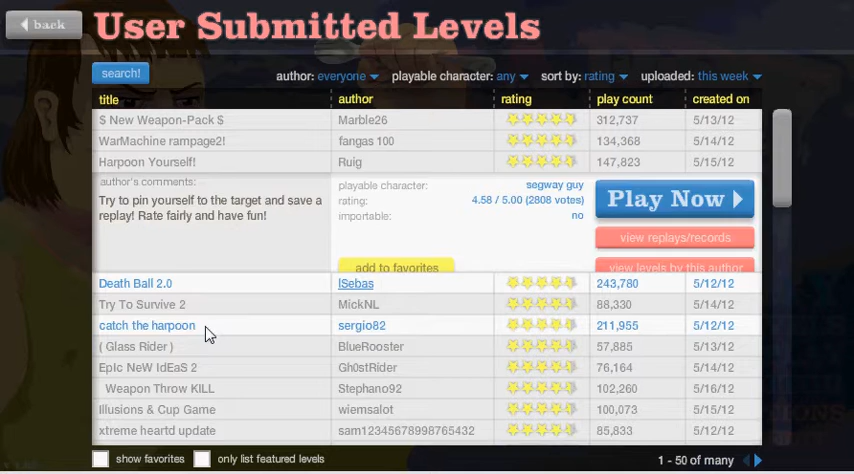 back
User Submitted Levels
search!
author: everyone playable character: any sort by: rating uploaded: this week
title author rating play count created on
$ New Weapon-Pack $ Marble26 312,737 5/13/12
WarMachine rampage2! fangas 100 134,368 5/14/12
Harpoon Yourself! Ruig 147,823 5/15/12
author's comments:
Try to pin yourself to the target and save a
replay! Rate fairly and have fun!
playable character: segway guy
rating: 4.58 / 5.00 (2808 votes)
importable: no
add to favorites
Play Now
view replays/records
view levels by this author
Death Ball 2.0 lSebas 243,780 5/12/12
Try To Survive 2 MickNL 88,330 5/14/12
catch the harpoon sergio82 211,955 5/12/12
( Glass Rider ) BlueRooster 57,885 5/13/12
EpIc NeW IdEaS 2 Gh0stRider 76,164 5/14/12
Weapon Throw KILL Stephano92 102,260 5/16/12
Illusions & Cup Game wiemsalot 100,073 5/15/12
xtreme heartd update sam12345678998765432 85,833 5/12/12
show favorites only list featured levels 1 - 50 of many